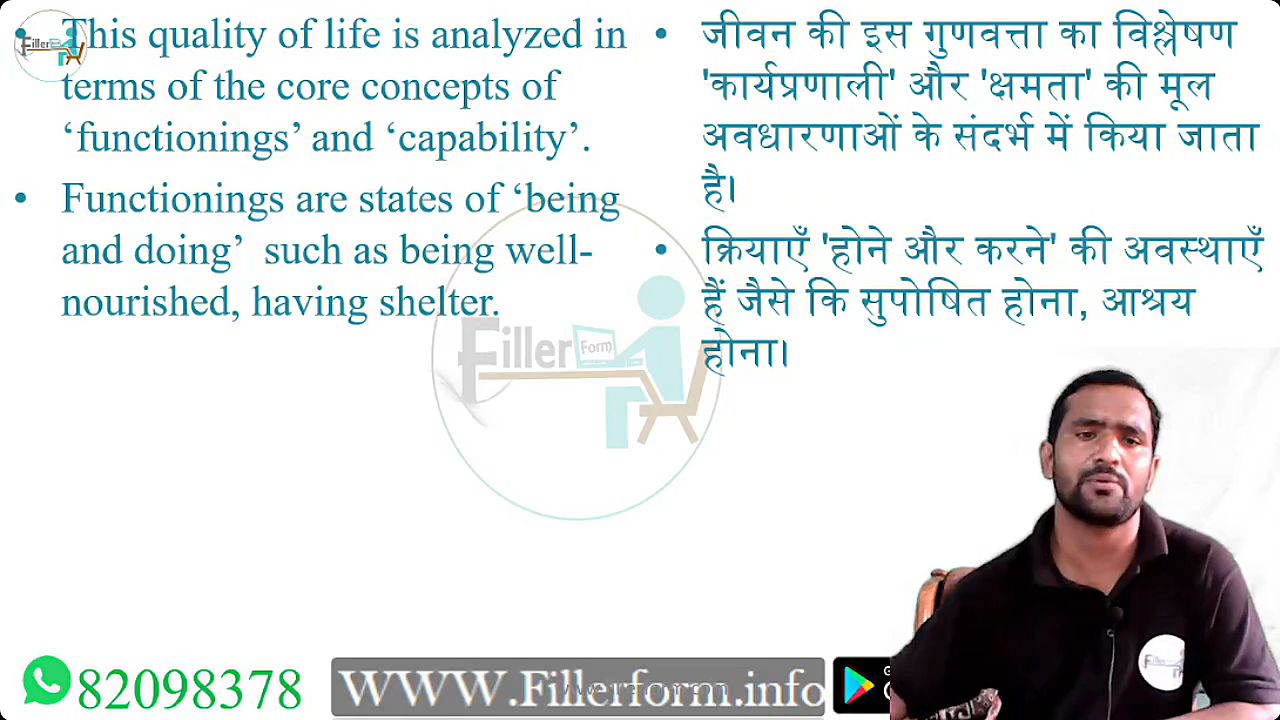 This quality of life is analyzed in
terms of the core concepts of
‘functionings’ and ‘capability’.
Functionings are states of ‘being
and doing’ such as being well-
nourished, having shelter.
जीवन की इस गुणवत्ता का विश्लेषण
'कार्यप्रणाली' और 'क्षमता' की मूल
अवधारणाओं के संदर्भ में किया जाता
है।
क्रियाएँ 'होने और करने' की अवस्थाएँ
हैं जैसे कि सुपोषित होना, आश्रय
होना।
Filler Form
82098378
WWW.Fillerform.info